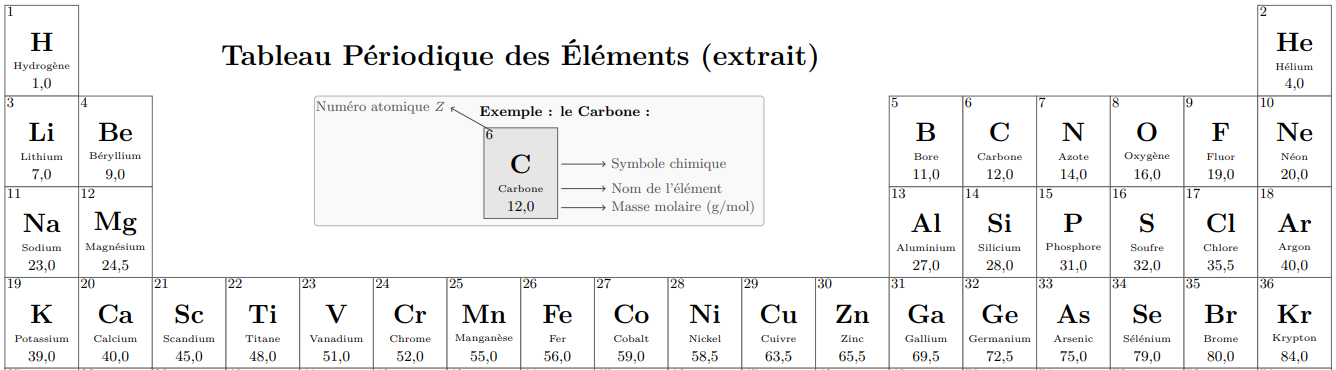 1 2
H He
Tableau Périodique des Éléments (extrait)
Hydrogène Hélium
1,0 4,0
3 4 5 6 7 8 9 10
Numéro atomique Z
Exemple : le Carbone :
6
Li Be B C N O F Ne
Lithium Béryllium Bore Carbone Azote Oxygène Fluor Néon
7,0 9,0 11,0 12,0 14,0 16,0 19,0 20,0
C Symbole chimique
Carbone Nom de l'élément
12,0 Masse molaire (g/mol)
11 12 13 14 15 16 17 18
Na Mg Al Si P S Cl Ar
Sodium Magnésium Aluminium Silicium Phosphore Soufre Chlore Argon
23,0 24,5 27,0 28,0 31,0 32,0 35,5 40,0
19 20 21 22 23 24 25 26 27 28 29 30 31 32 33 34 35 36
K Ca Sc Ti V Cr Mn Fe Co Ni Cu Zn Ga Ge As Se Br Kr
Potassium Calcium Scandium Titane Vanadium Chrome Manganèse Fer Cobalt Nickel Cuivre Zinc Gallium Germanium Arsenic Sélénium Brome Krypton
39,0 40,0 45,0 48,0 51,0 52,0 55,0 56,0 59,0 58,5 63,5 65,5 69,5 72,5 75,0 79,0 80,0 84,0